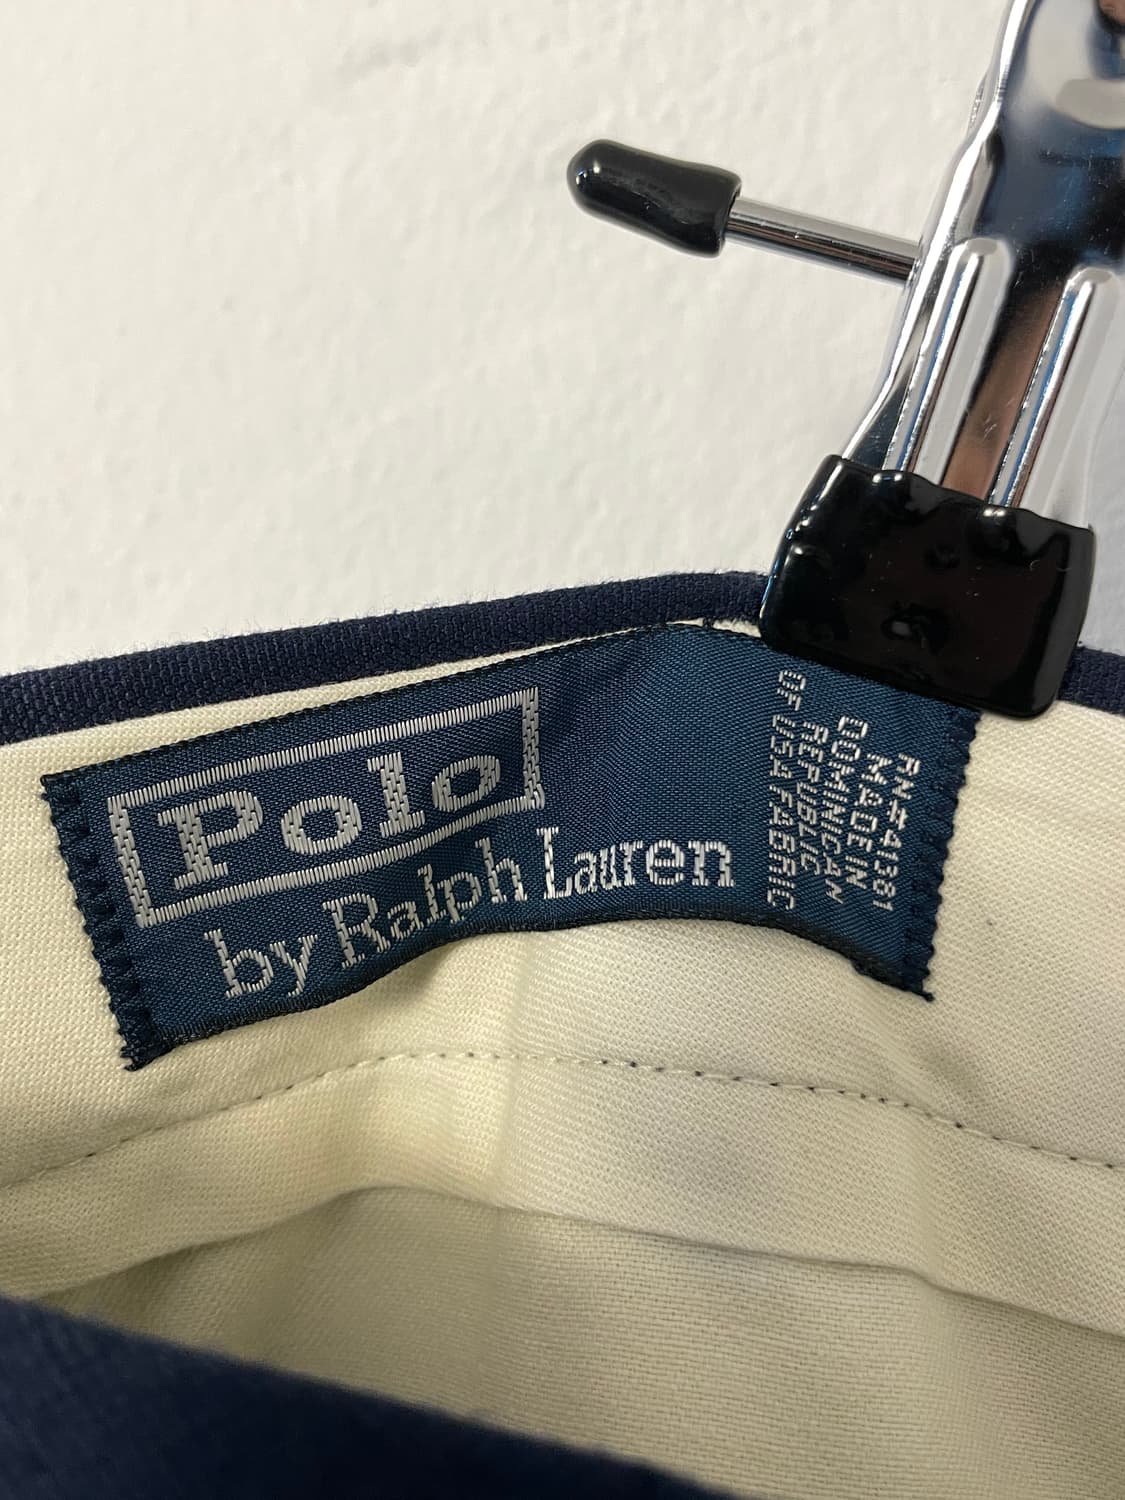 Polo
by Ralph Lauren
RN#41381
MADE IN
DOMINICAN
REPUBLIC
OF USA FABRIC